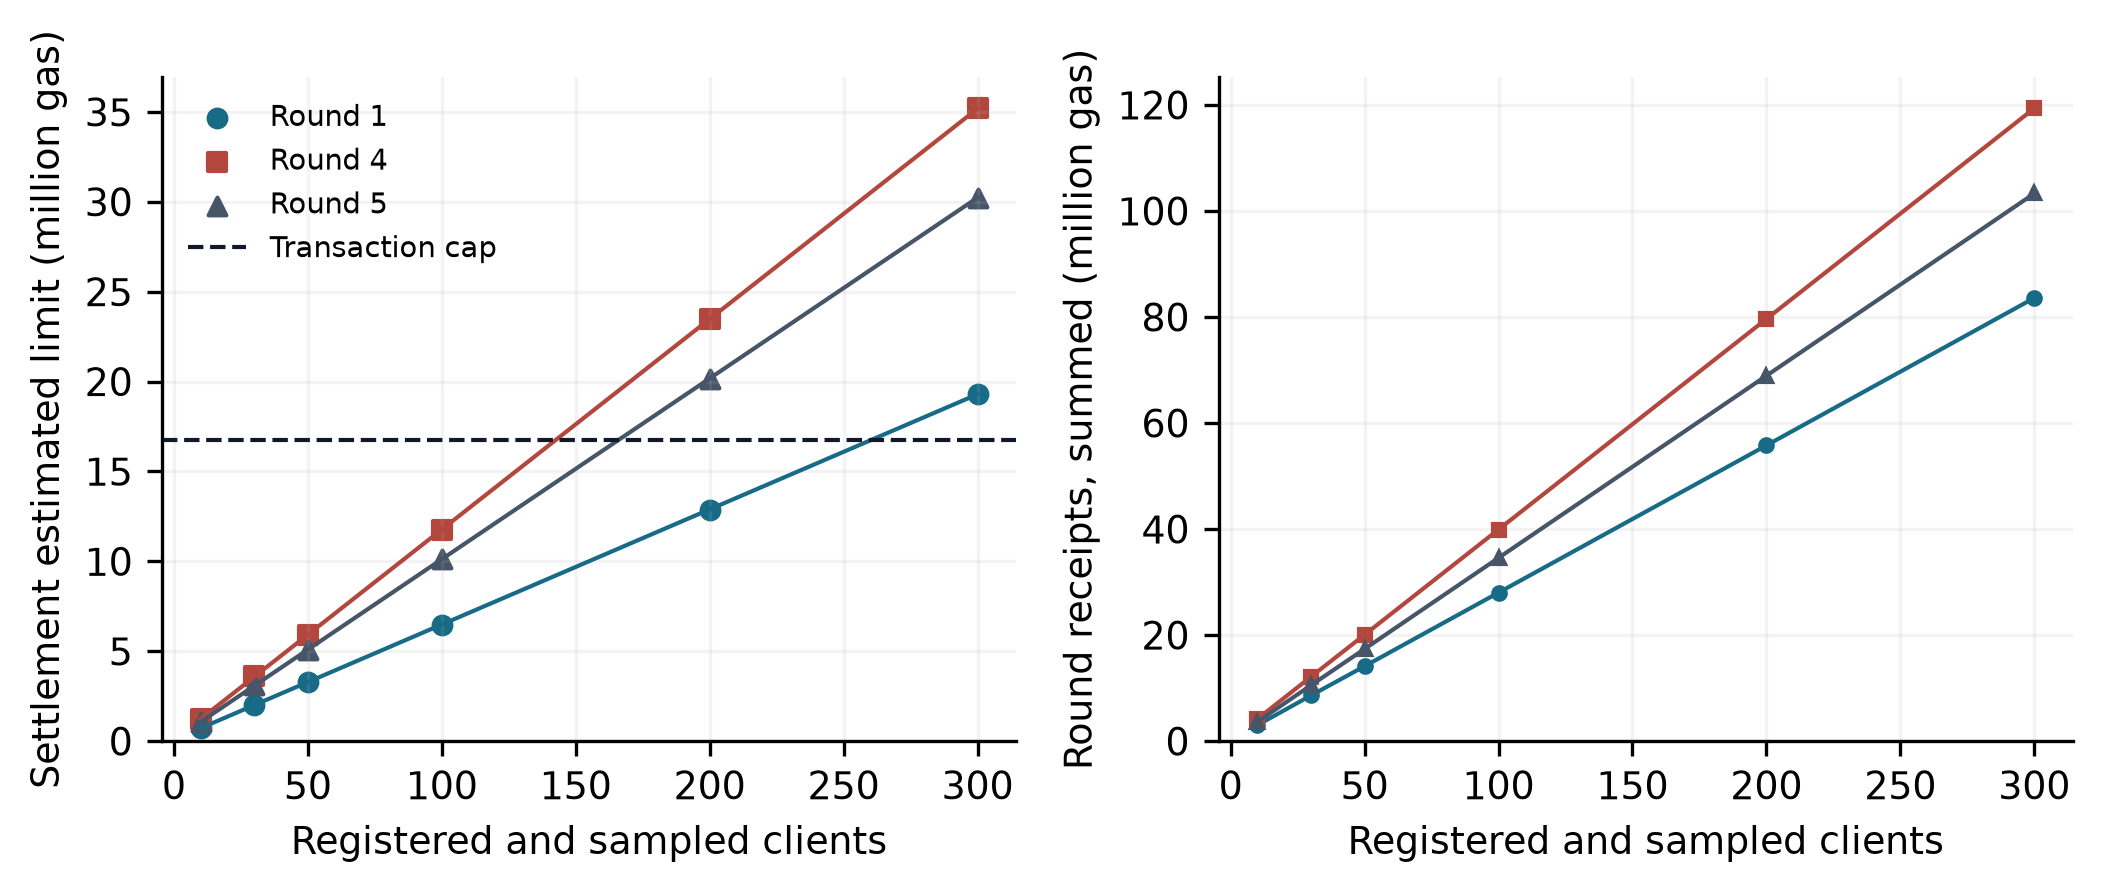 Settlement estimated limit (million gas)
35
30
25
20
15
10
5
0
Round 1
Round 4
Round 5
Transaction cap
0 50 100 150 200 250 300
Registered and sampled clients
Round receipts, summed (million gas)
120
100
80
60
40
20
0
0 50 100 150 200 250 300
Registered and sampled clients